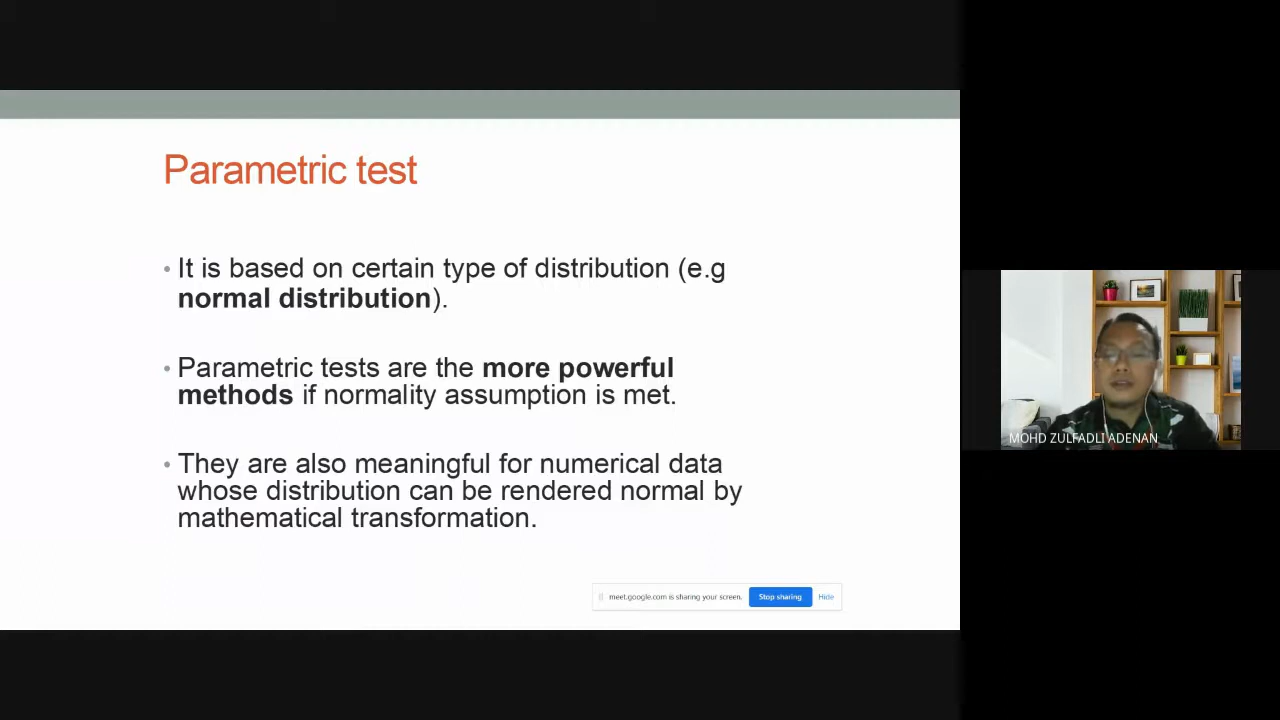 Parametric test
• It is based on certain type of distribution (e.g
normal distribution).
• Parametric tests are the more powerful
methods if normality assumption is met.
• They are also meaningful for numerical data
whose distribution can be rendered normal by
mathematical transformation.
meet.google.com is sharing your screen. Stop sharing Hide
MOHD ZULFADLI ADENAN